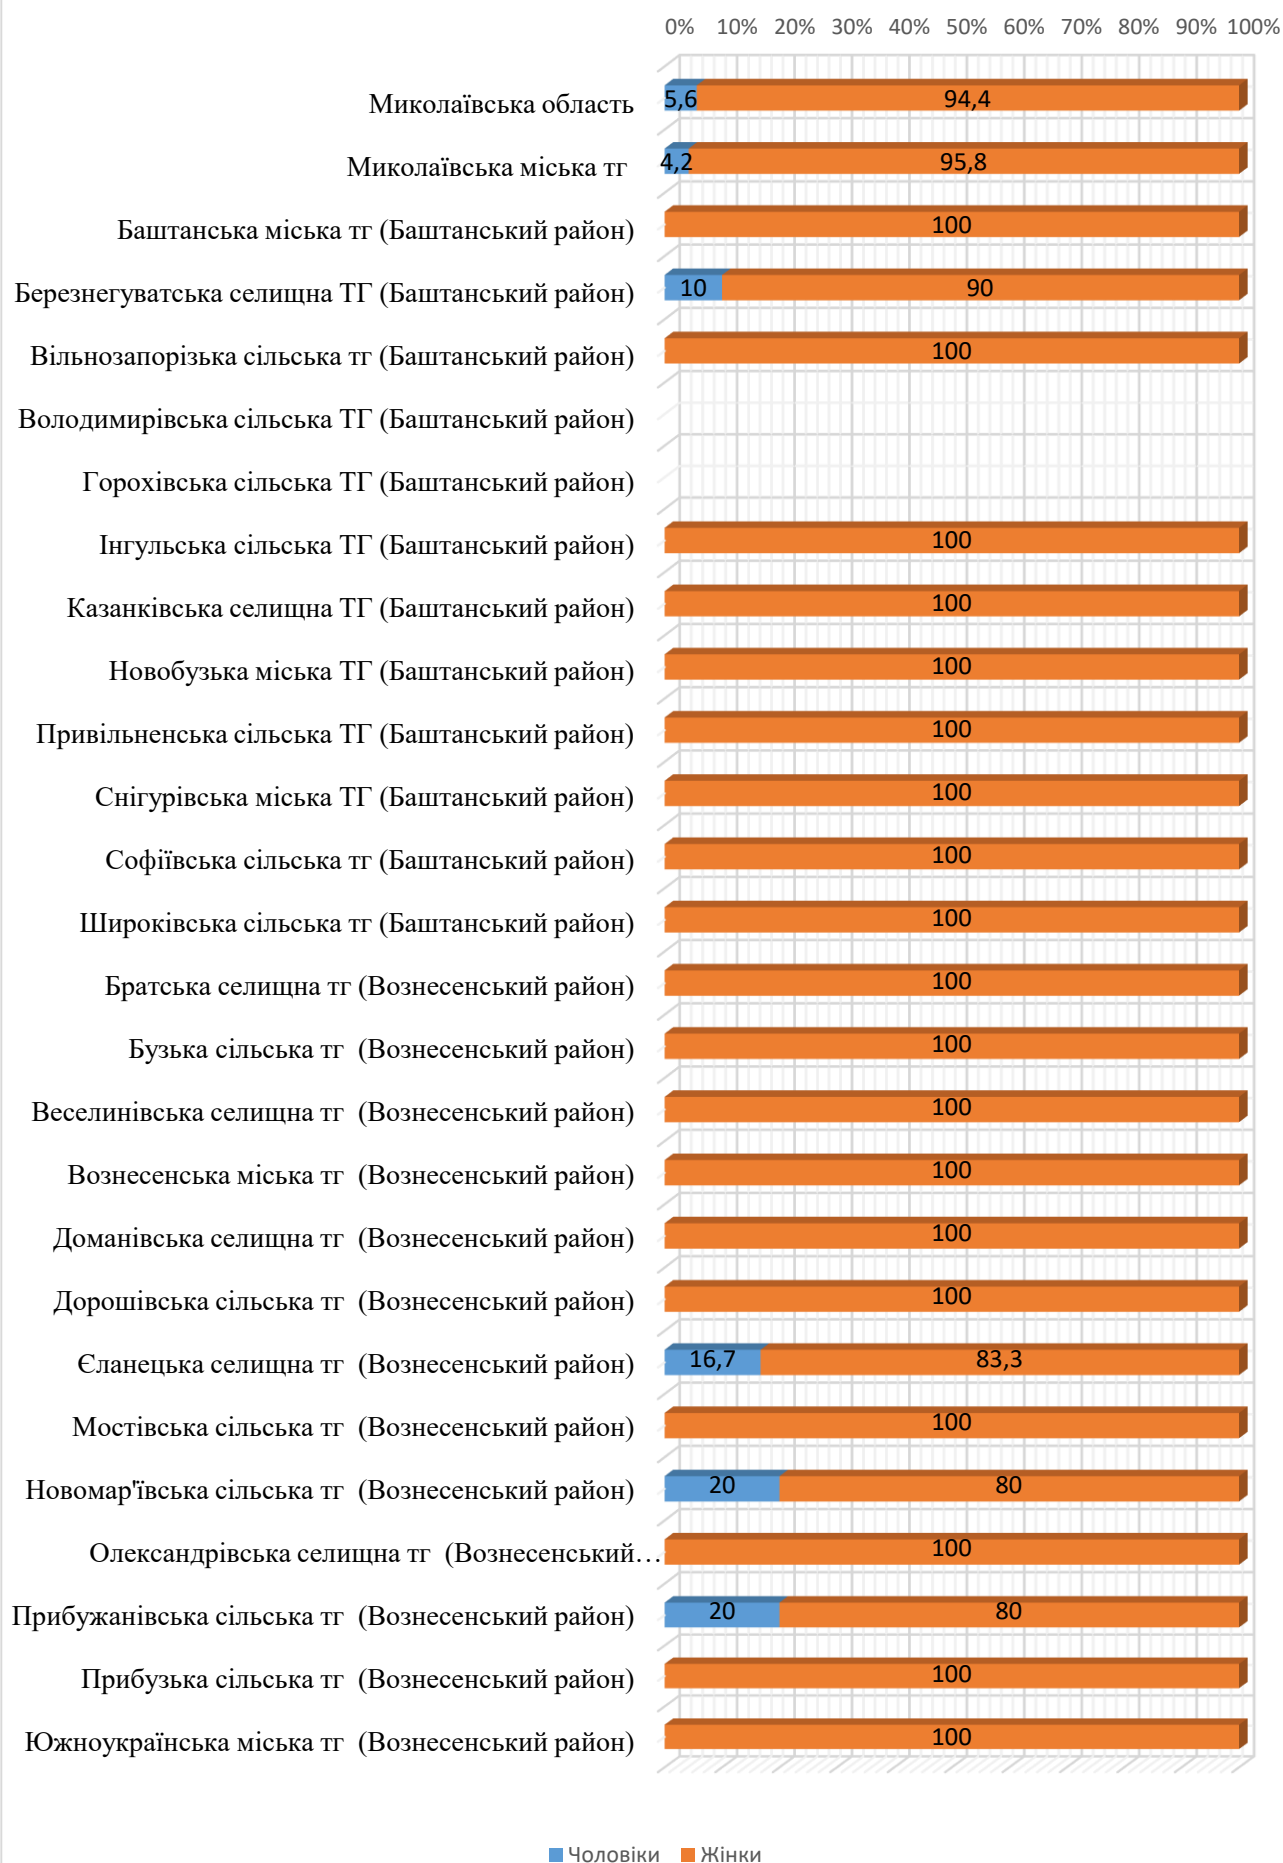 0% 10% 20% 30% 40% 50% 60% 70% 80% 90% 100%
Миколаївська область 5,6 94,4
Миколаївська міська тг 4,2 95,8
Баштанська міська тг (Баштанський район) 100
Березнегуватська селищна ТГ (Баштанський район) 10 90
Вільнозапорізька сільська тг (Баштанський район) 100
Володимирівська сільська ТГ (Баштанський район)
Горохівська сільська ТГ (Баштанський район)
Інгульська сільська ТГ (Баштанський район) 100
Казанківська селищна ТГ (Баштанський район) 100
Новобузька міська ТГ (Баштанський район) 100
Привільненська сільська ТГ (Баштанський район) 100
Снігурівська міська ТГ (Баштанський район) 100
Софіївська сільська тг (Баштанський район) 100
Широківська сільська тг (Баштанський район) 100
Братська селищна тг (Вознесенський район) 100
Бузька сільська тг (Вознесенський район) 100
Веселинівська селищна тг (Вознесенський район) 100
Вознесенська міська тг (Вознесенський район) 100
Доманівська селищна тг (Вознесенський район) 100
Дорошівська сільська тг (Вознесенський район) 100
Єланецька селищна тг (Вознесенський район) 16,7 83,3
Мостівська сільська тг (Вознесенський район) 100
Новомар'ївська сільська тг (Вознесенський район) 20 80
Олександрівська селищна тг (Вознесенський… 100
Прибужанівська сільська тг (Вознесенський район) 20 80
Прибузька сільська тг (Вознесенський район) 100
Южноукраїнська міська тг (Вознесенський район) 100
Чоловіки Жінки